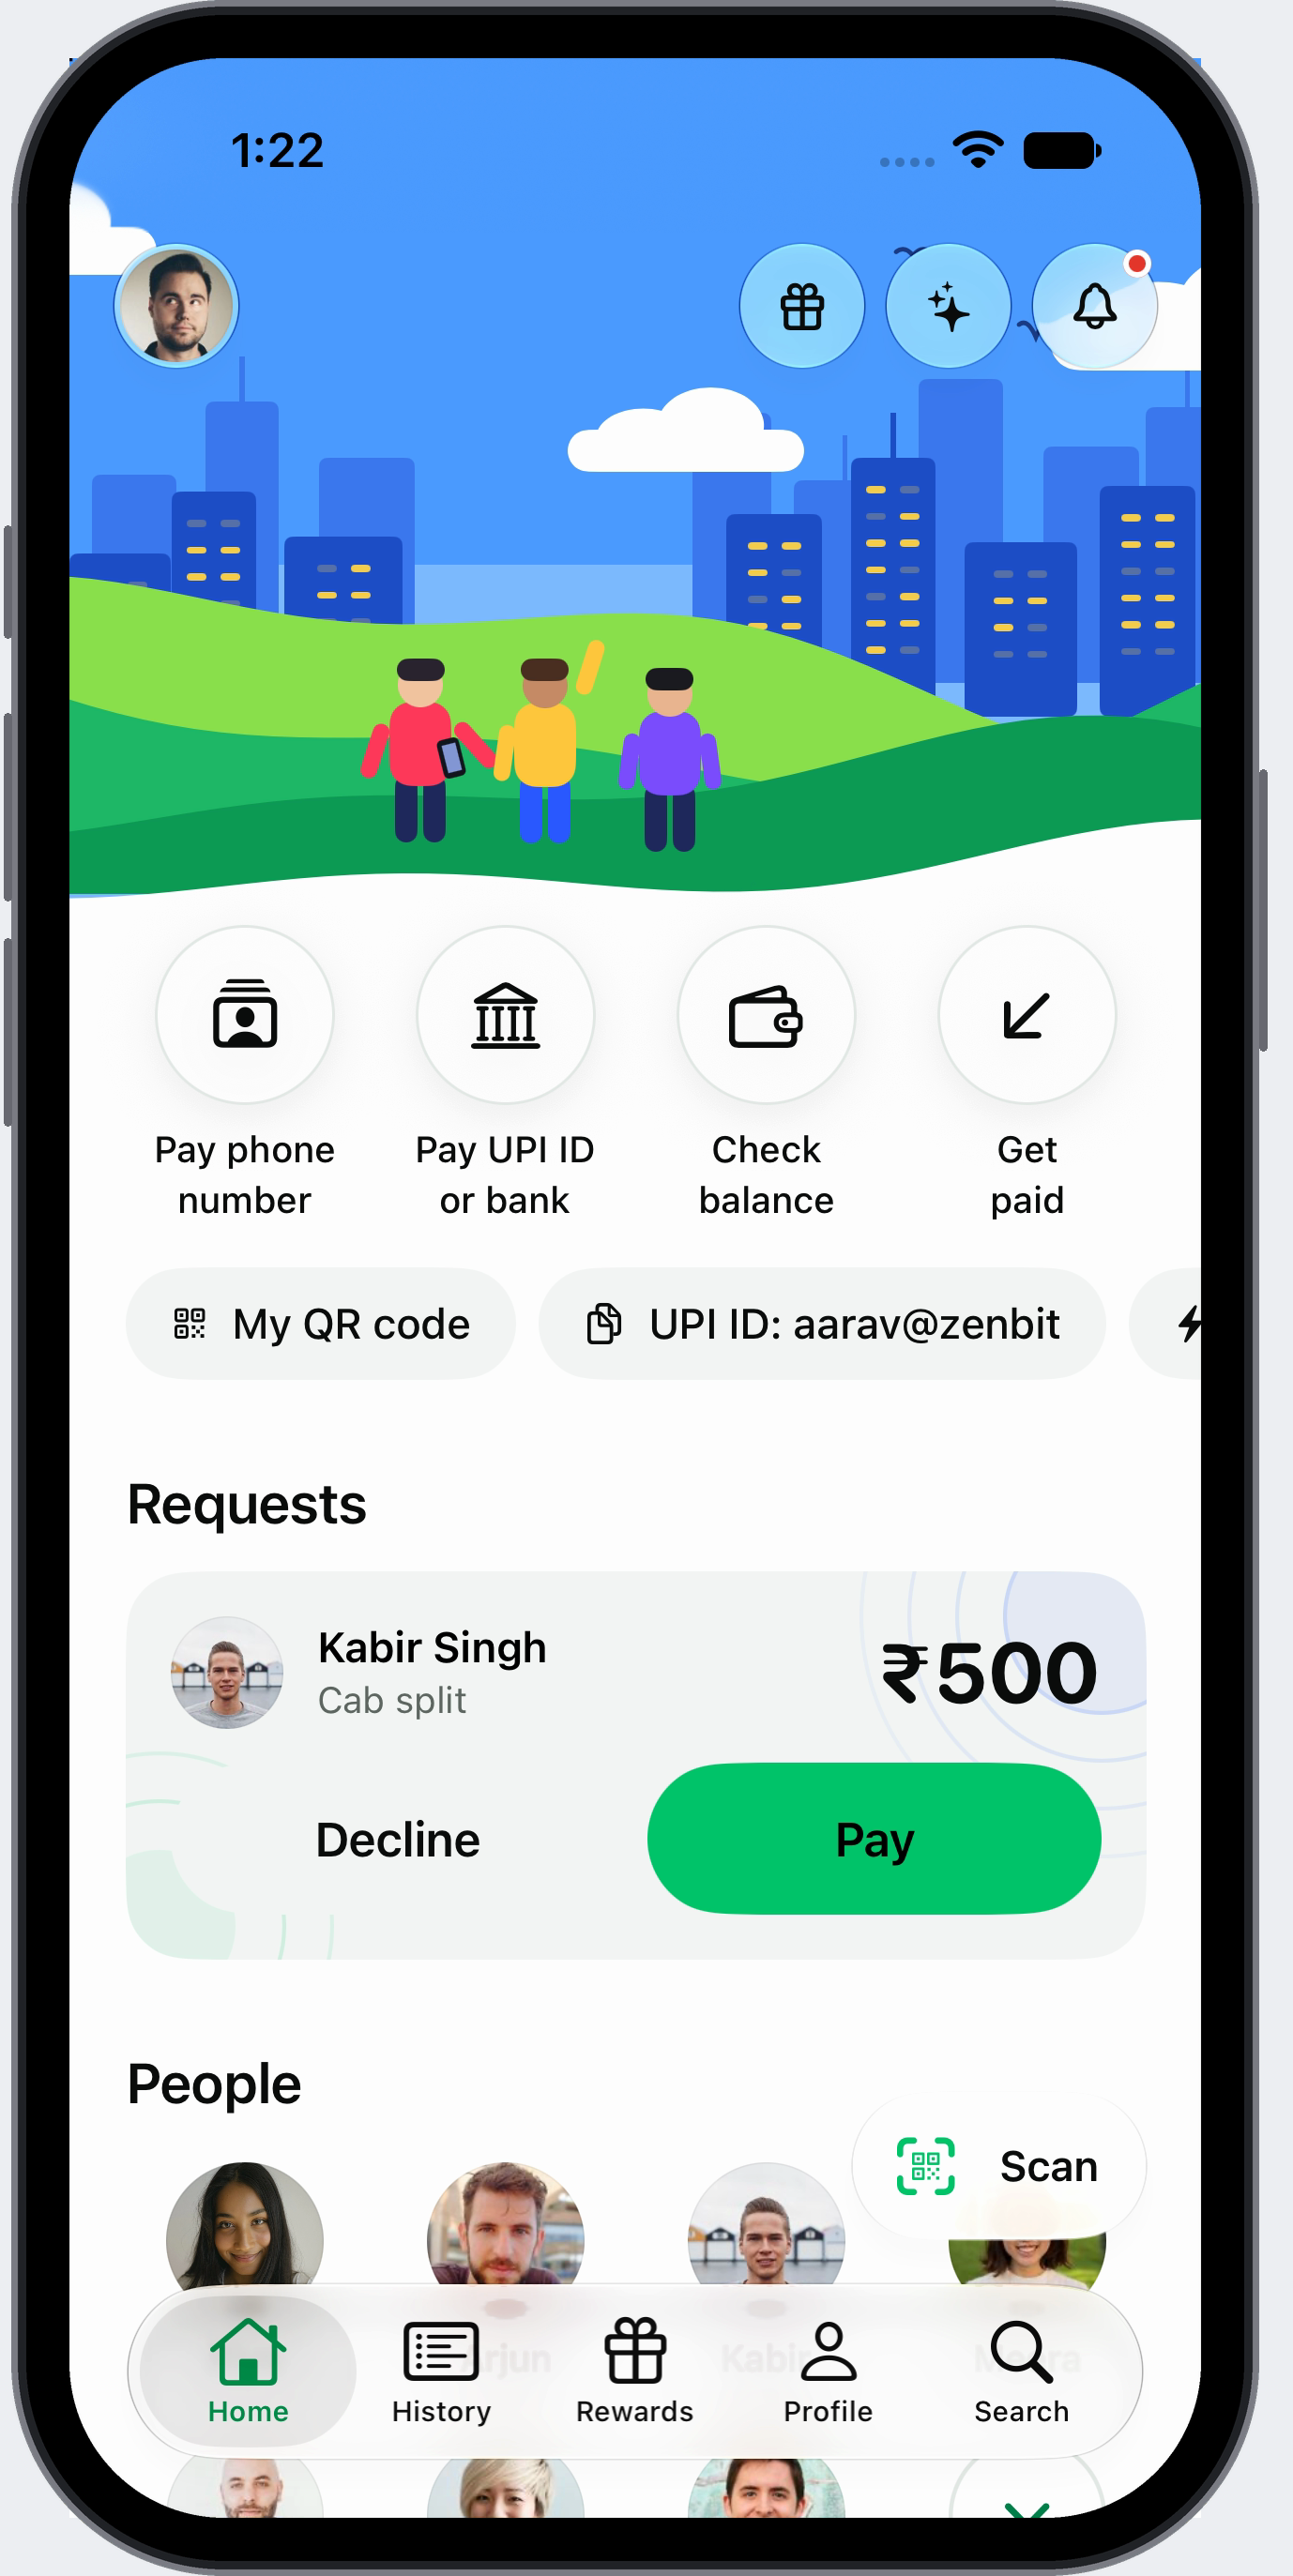 1:22
Pay phone
number
Pay UPI ID
or bank
Check
balance
Get
paid
My QR code
UPI ID: aarav@zenbit
Requests
Kabir Singh
Cab split
₹500
Decline
Pay
People
Scan
Home
History
Rewards
Profile
Search